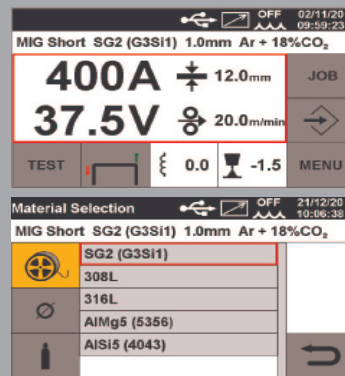 OFF 02/11/20
09:59:23
MIG Short SG2 (G3Si1) 1.0mm Ar + 18%CO₂
400A 12.0mm JOB
37.5V 20.0m/min
TEST 0.0 -1.5 MENU
Material Selection OFF 21/12/20
10:06:38
MIG Short SG2 (G3Si1) 1.0mm Ar + 18%CO₂
SG2 (G3Si1)
308L
316L
AlMg5 (5356)
AlSi5 (4043)